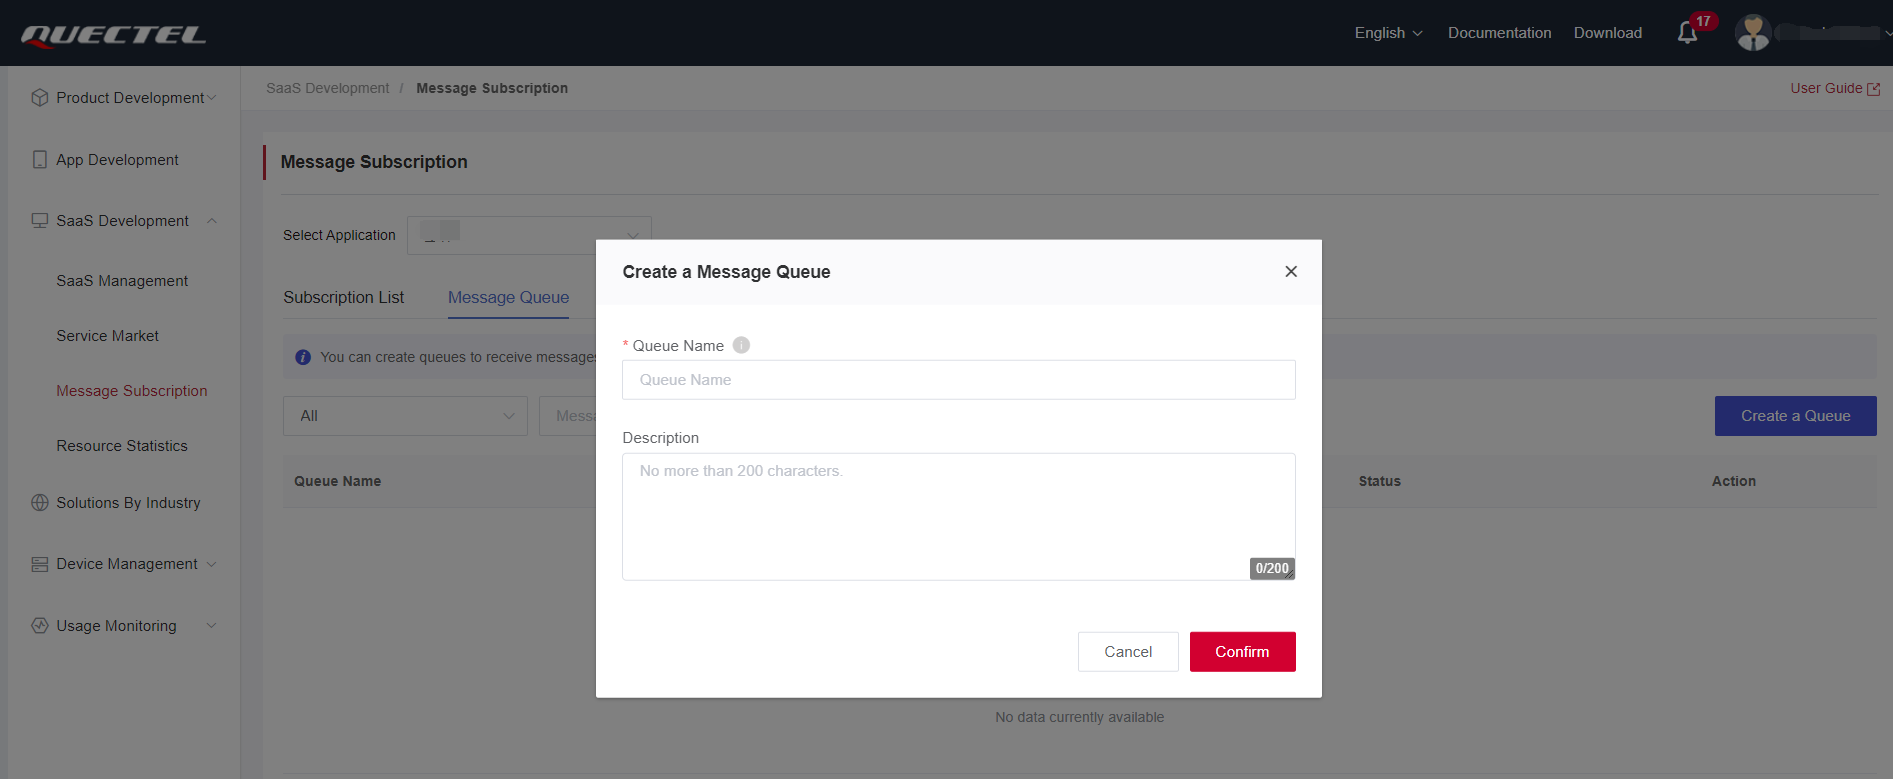 QUECTEL
English
Documentation
Download
17
Product Development
App Development
SaaS Development
SaaS Management
Service Market
Message Subscription
Resource Statistics
Solutions By Industry
Device Management
Usage Monitoring
SaaS Development / Message Subscription
User Guide
Message Subscription
Select Application
Subscription List
Message Queue
You can create queues to receive messages
All
Create a Queue
Queue Name
Status
Action
No data currently available
Create a Message Queue
* Queue Name
Queue Name
Description
No more than 200 characters.
0/200
Cancel
Confirm